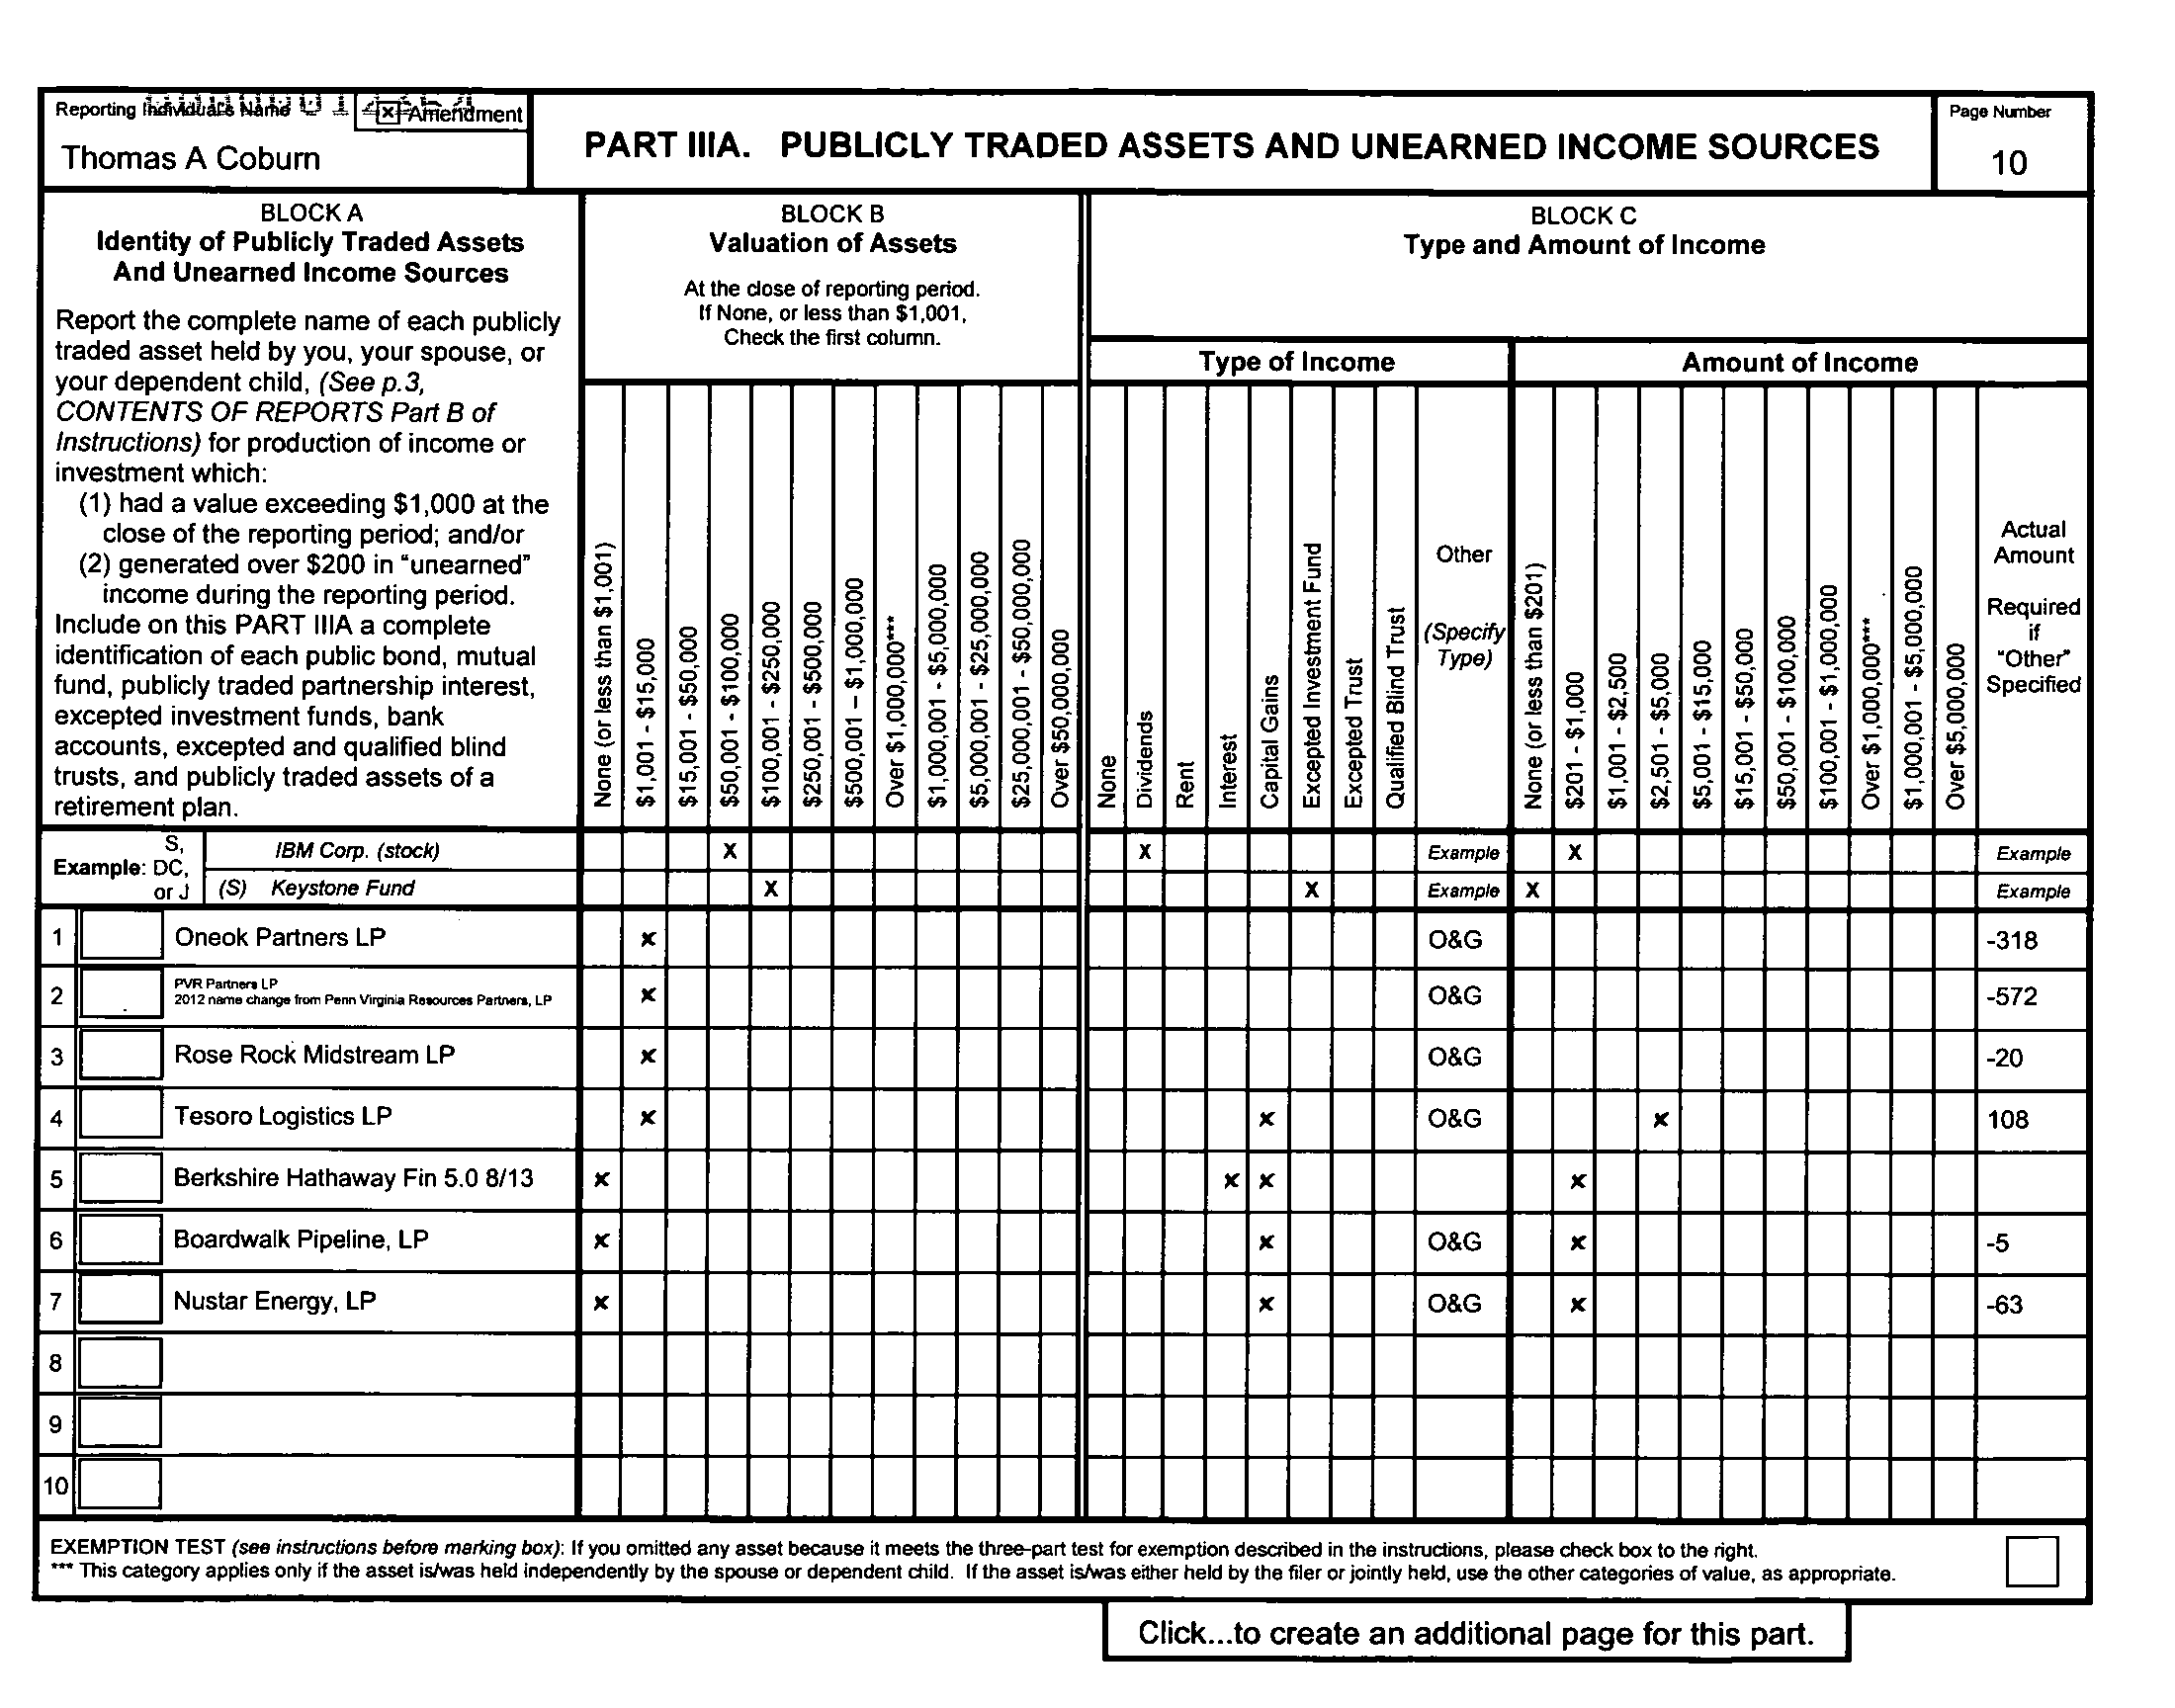 Reporting Individual's Name
x Amendment
Thomas A Coburn
PART IIIA. PUBLICLY TRADED ASSETS AND UNEARNED INCOME SOURCES
Page Number
10
BLOCK A
Identity of Publicly Traded Assets
And Unearned Income Sources
Report the complete name of each publicly
traded asset held by you, your spouse, or
your dependent child, (See p.3,
CONTENTS OF REPORTS Part B of
Instructions) for production of income or
investment which:
(1) had a value exceeding $1,000 at the
close of the reporting period; and/or
(2) generated over $200 in "unearned"
income during the reporting period.
Include on this PART IIIA a complete
identification of each public bond, mutual
fund, publicly traded partnership interest,
excepted investment funds, bank
accounts, excepted and qualified blind
trusts, and publicly traded assets of a
retirement plan.
BLOCK B
Valuation of Assets
At the close of reporting period.
If None, or less than $1,001,
Check the first column.
None (or less than $1,001)
$1,001 - $15,000
$15,001 - $50,000
$50,001 - $100,000
$100,001 - $250,000
$250,001 - $500,000
$500,001 – $1,000,000
Over $1,000,000***
$1,000,001 - $5,000,000
$5,000,001 - $25,000,000
$25,000,001 - $50,000,000
Over $50,000,000
BLOCK C
Type and Amount of Income
Type of Income
None
Dividends
Rent
Interest
Capital Gains
Excepted Investment Fund
Excepted Trust
Qualified Blind Trust
Other
(Specify
Type)
Amount of Income
None (or less than $201)
$201 - $1,000
$1,001 - $2,500
$2,501 - $5,000
$5,001 - $15,000
$15,001 - $50,000
$50,001 - $100,000
$100,001 - $1,000,000
Over $1,000,000***
$1,000,001 - $5,000,000
Over $5,000,000
Actual
Amount
Required
if
"Other"
Specified
Example: S,
DC,
or J
IBM Corp. (stock) X X Example X Example
(S) Keystone Fund X X Example X Example
1 Oneok Partners LP x O&G -318
2 PVR Partners LP
2012 name change from Penn Virginia Resources Partners, LP x O&G -572
3 Rose Rock Midstream LP x O&G -20
4 Tesoro Logistics LP x x O&G x 108
5 Berkshire Hathaway Fin 5.0 8/13 x x x x
6 Boardwalk Pipeline, LP x x O&G x -5
7 Nustar Energy, LP x x O&G x -63
8
9
10
EXEMPTION TEST (see instructions before marking box): If you omitted any asset because it meets the three-part test for exemption described in the instructions, please check box to the right.
*** This category applies only if the asset is/was held independently by the spouse or dependent child. If the asset is/was either held by the filer or jointly held, use the other categories of value, as appropriate.
Click...to create an additional page for this part.